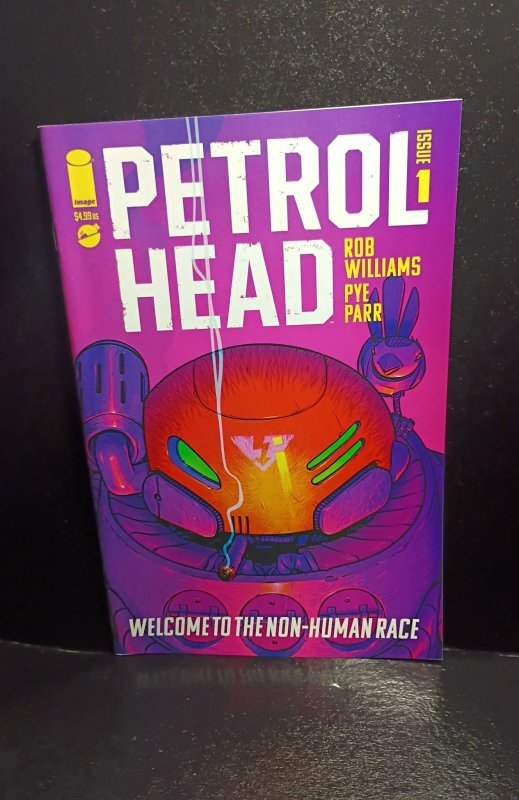 image
$4.99 US
PETROL
HEAD
ISSUE
1
ROB
WILLIAMS
PYE
PARR
WELCOME TO THE NON-HUMAN RACE